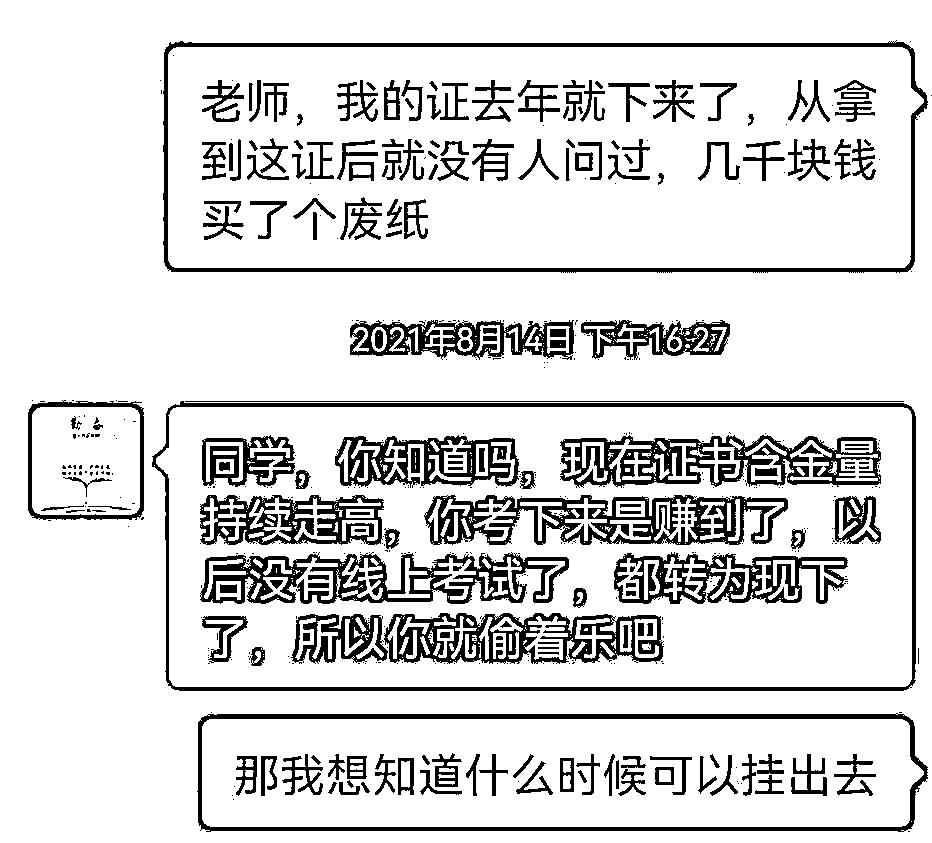 老师，我的证去年就下来了，从拿
到这证后就没有人问过，几千块钱
买了个废纸
2021年8月14日 下午16:27
同学，你知道吗，现在证书含金量
持续走高，你考下来是赚到了，以
后没有线上考试了，都转为现下
了，所以你就偷着乐吧
那我想知道什么时候可以挂出去